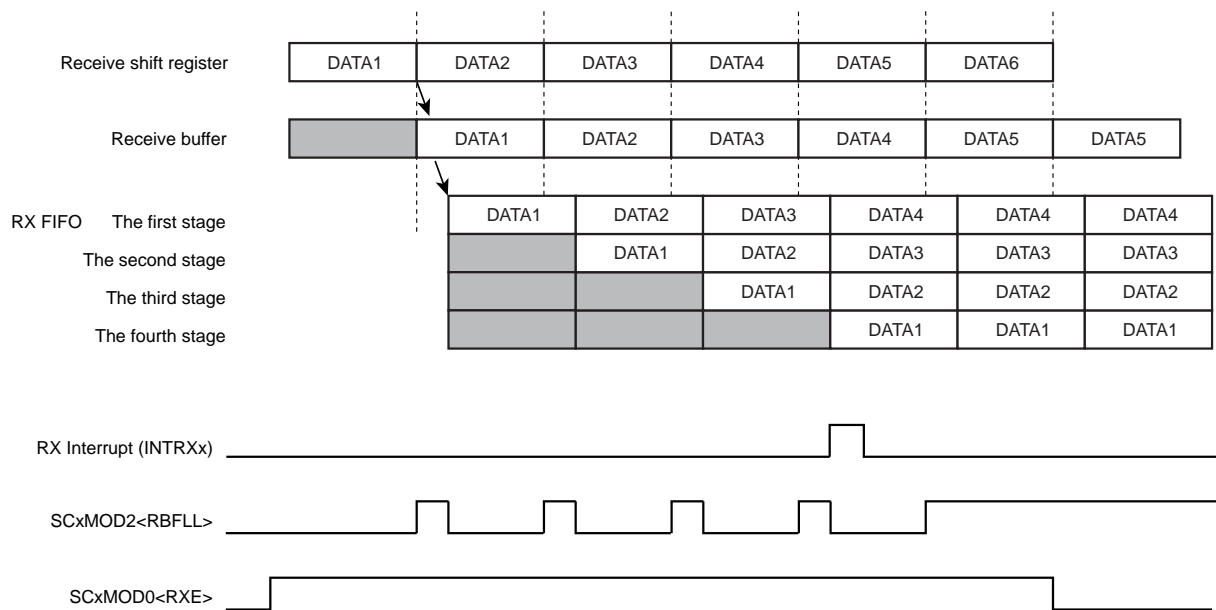 Receive shift register DATA1 DATA2 DATA3 DATA4 DATA5 DATA6
Receive buffer DATA1 DATA2 DATA3 DATA4 DATA5 DATA5
RX FIFO The first stage DATA1 DATA2 DATA3 DATA4 DATA4 DATA4
The second stage DATA1 DATA2 DATA3 DATA3 DATA3
The third stage DATA1 DATA2 DATA2 DATA2
The fourth stage DATA1 DATA1 DATA1
RX Interrupt (INTRXx)
SCxMOD2<RBFLL>
SCxMOD0<RXE>